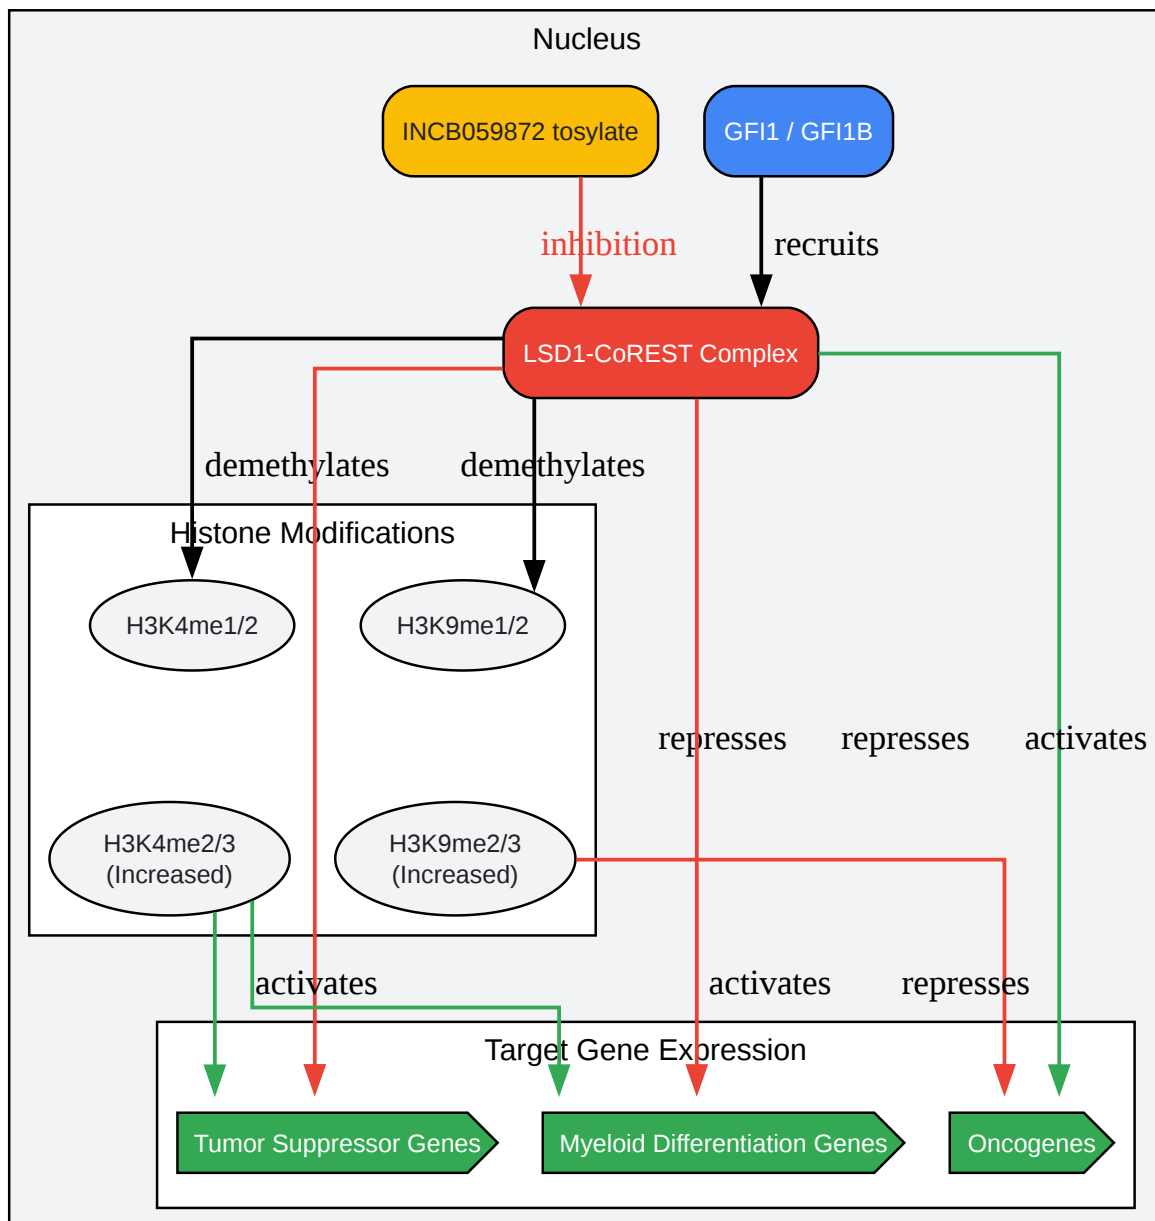 Nucleus
INCB059872 tosylate
GFI1 / GFI1B
inhibition
recruits
LSD1-CoREST Complex
demethylates
demethylates
Histone Modifications
H3K4me1/2
H3K9me1/2
represses
represses
activates
H3K4me2/3
(Increased)
H3K9me2/3
(Increased)
activates
activates
represses
Target Gene Expression
Tumor Suppressor Genes
Myeloid Differentiation Genes
Oncogenes